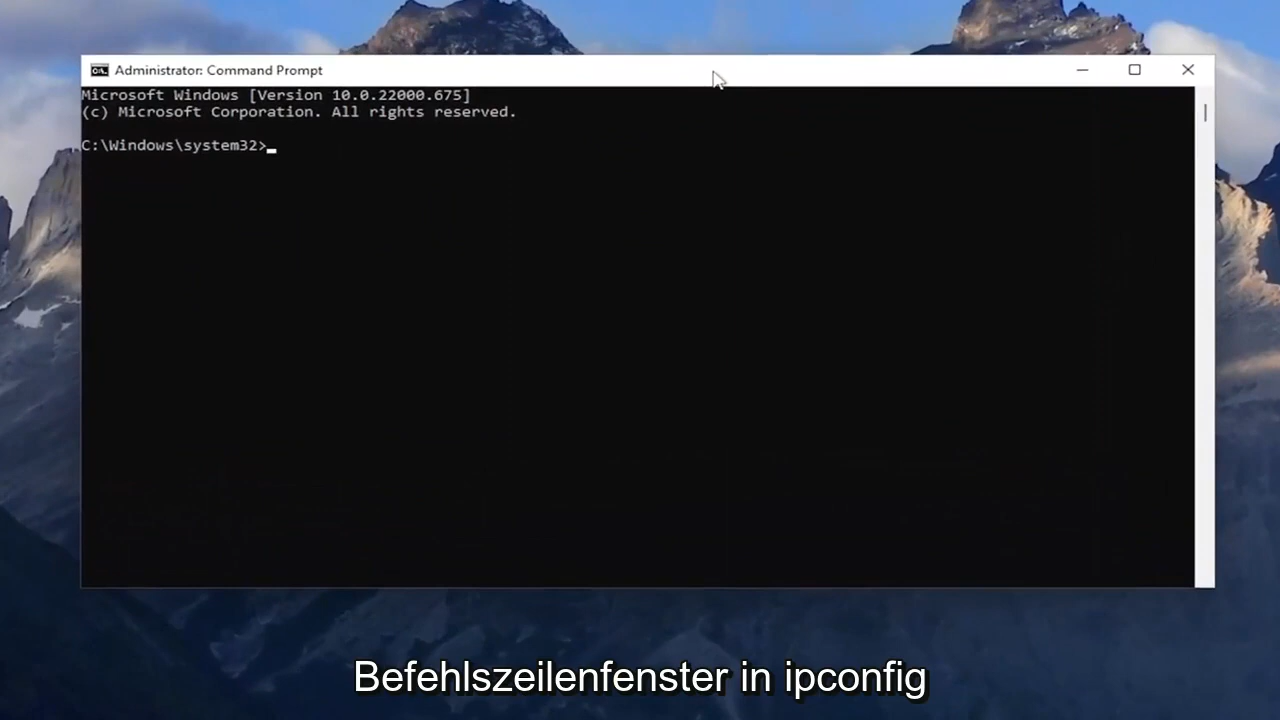 Administrator: Command Prompt
Microsoft Windows [Version 10.0.22000.675]
(c) Microsoft Corporation. All rights reserved.
C:\Windows\system32>
Befehlszeilenfenster in ipconfig